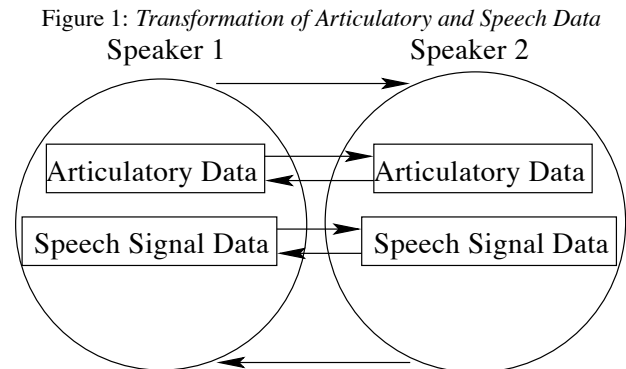 Figure 1: Transformation of Articulatory and Speech Data
Speaker 1 Speaker 2
Articulatory Data Articulatory Data
Speech Signal Data Speech Signal Data